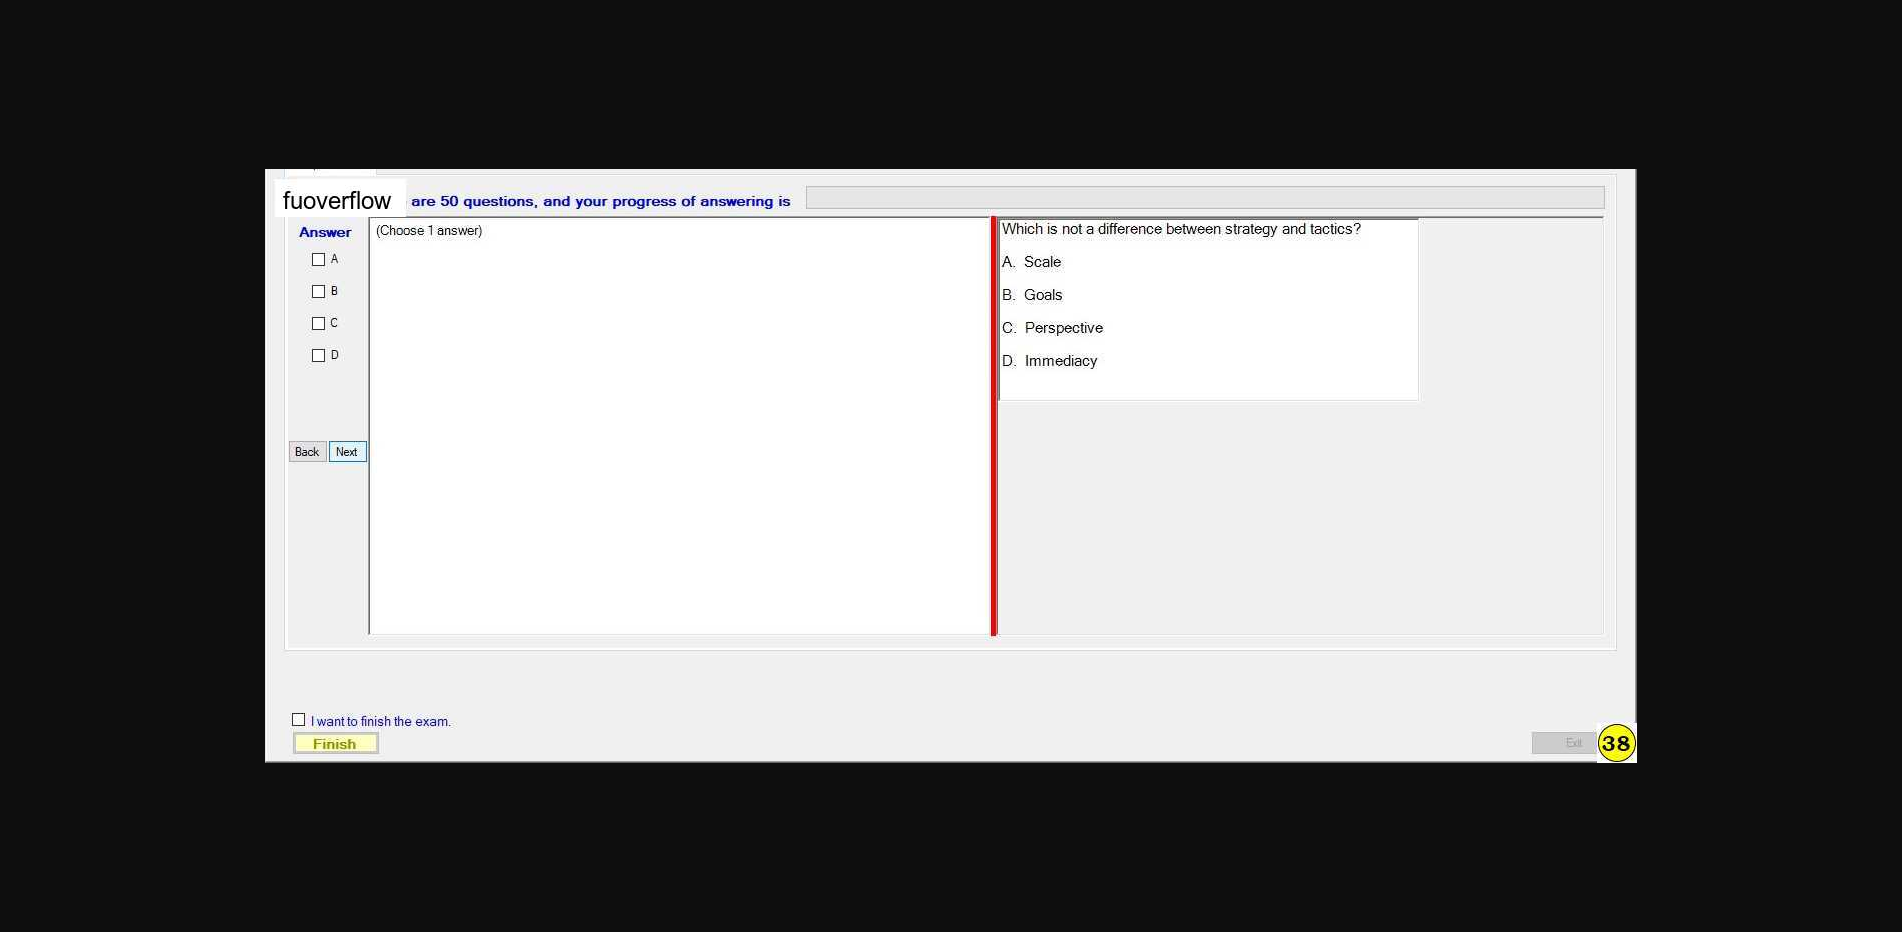 fuoverflow are 50 questions, and your progress of answering is
Answer
(Choose 1 answer)
A
B
C
D
Back Next
Which is not a difference between strategy and tactics?
A. Scale
B. Goals
C. Perspective
D. Immediacy
I want to finish the exam.
Finish
Exit
38